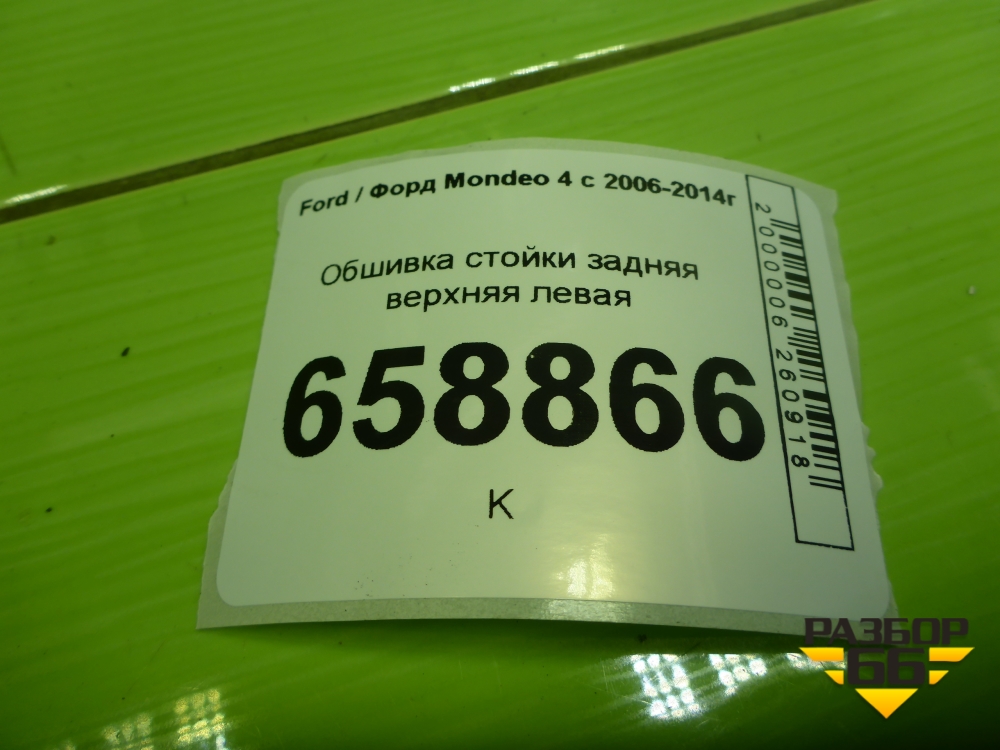 Ford / Форд Mondeo 4 с 2006-2014г
Обшивка стойки задняя
верхняя левая
658866
К
2000006260918
РАЗБОР
66